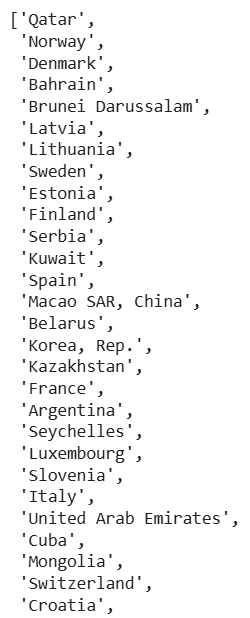 ['Qatar',
'Norway',
'Denmark',
'Bahrain',
'Brunei Darussalam',
'Latvia',
'Lithuania',
'Sweden',
'Estonia',
'Finland',
'Serbia',
'Kuwait',
'Spain',
'Macao SAR, China',
'Belarus',
'Korea, Rep.',
'Kazakhstan',
'France',
'Argentina',
'Seychelles',
'Luxembourg',
'Slovenia',
'Italy',
'United Arab Emirates',
'Cuba',
'Mongolia',
'Switzerland',
'Croatia',